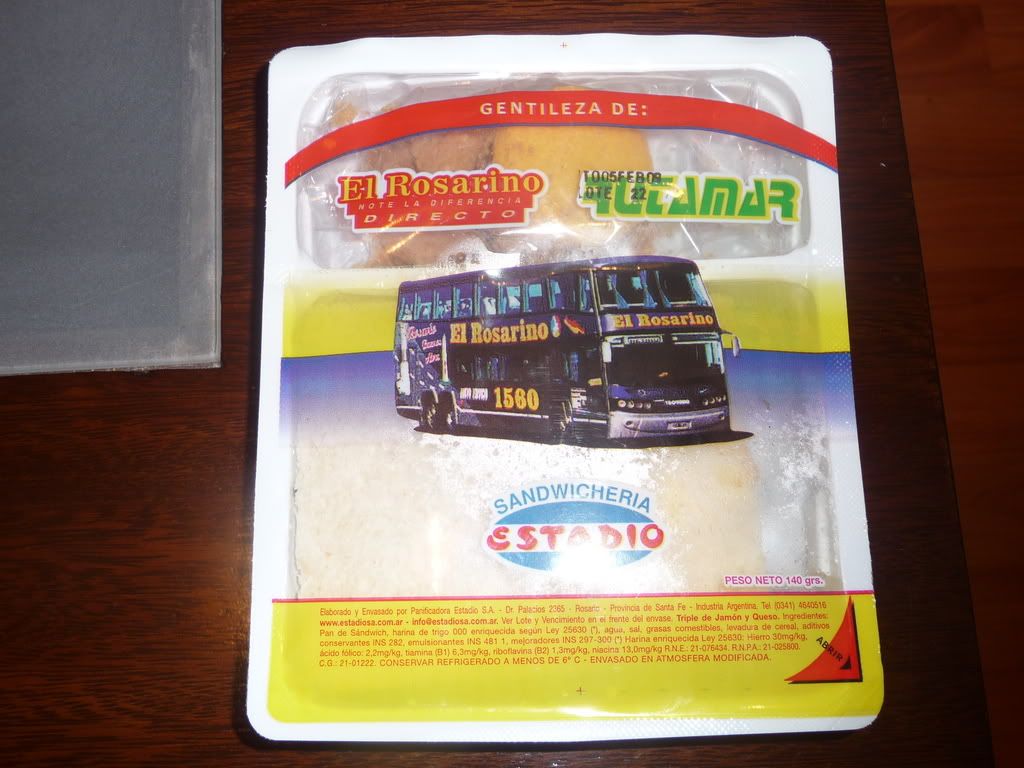 GENTILEZA DE:
El Rosarino
NOTE LA DIFERENCIA
DIRECTO
TO05FEB09
LOTE 22
El Rosarino
El Rosarino
1560
SANDWICHERIA
ESTADIO
PESO NETO 140 grs.
Elaborado y Envasado por Panificadora Estadio S.A. - Dr. Palacios 2365 - Rosario - Provincia de Santa Fe - Industria Argentina. Tel (0341) 4640516
www.estadiosa.com.ar - info@estadiosa.com.ar. Ver Lote y Vencimiento en el frente del envase. Triple de Jamón y Queso. Ingredientes:
Pan de Sándwich, harina de trigo 000 enriquecida según Ley 25630 (*), agua, sal, grasas comestibles, levadura de cereal, aditivos
conservantes INS 282, emulsionantes INS 481 1, mejoradores INS 297-300 (*) Harina enriquecida Ley 25630: Hierro 30mg/kg,
ácido fólico: 2,2mg/kg, tiamina (B1) 6,3mg/kg, riboflavina (B2) 1,3mg/kg, niacina 13,0mg/kg R.N.E.: 21-076434. R.N.P.A.: 21-025800.
C.G.: 21-01222. CONSERVAR REFRIGERADO A MENOS DE 6º C - ENVASADO EN ATMOSFERA MODIFICADA.
ABRIR